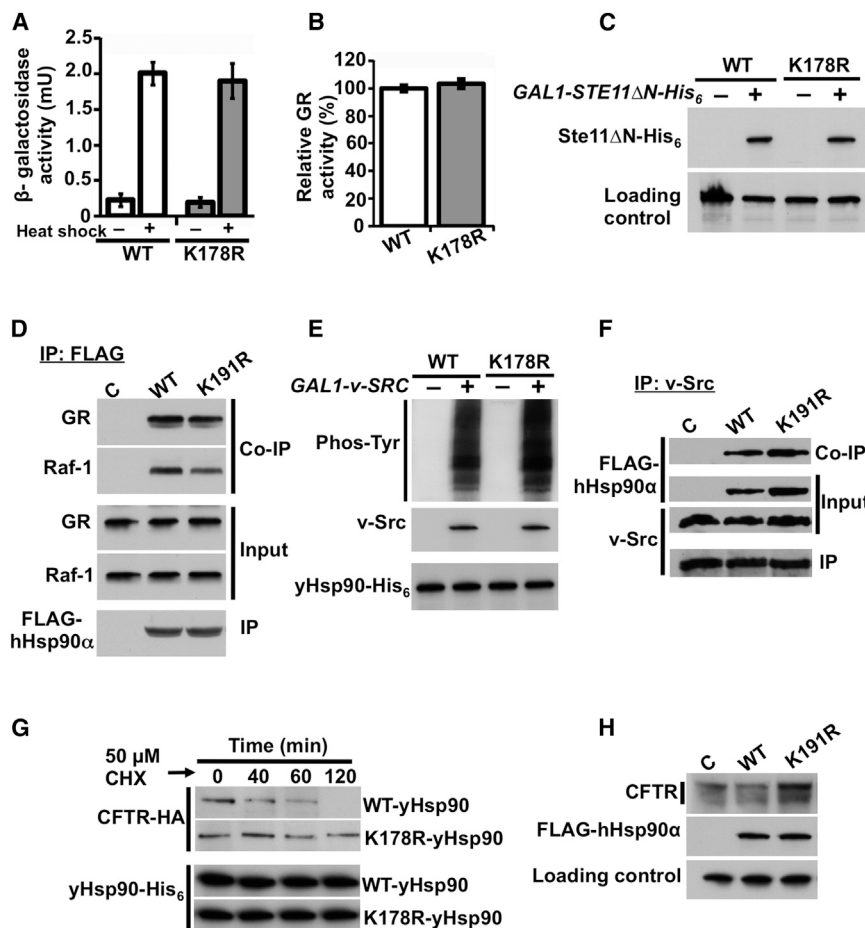 A
β- galactosidase
activity (mU)
2.5
2.0
1.5
1.0
0.5
0
Heat shock
– + – +
WT K178R
B
Relative GR
activity (%)
120
100
80
60
40
20
0
WT K178R
C
WT K178R
GAL1-STE11ΔN-His6
– + – +
Ste11ΔN-His6
Loading
control
D
IP: FLAG
C WT K191R
GR
Raf-1
Co-IP
GR
Raf-1
Input
FLAG-
hHsp90α
IP
E
WT K178R
GAL1-v-SRC
– + – +
Phos-Tyr
v-Src
yHsp90-His6
F
IP: v-Src
C WT K191R
FLAG-
hHsp90α
Co-IP
Input
v-Src
IP
G
Time (min)
50 μM
CHX
0 40 60 120
CFTR-HA
WT-yHsp90
K178R-yHsp90
yHsp90-His6
WT-yHsp90
K178R-yHsp90
H
C WT K191R
CFTR
FLAG-hHsp90α
Loading control